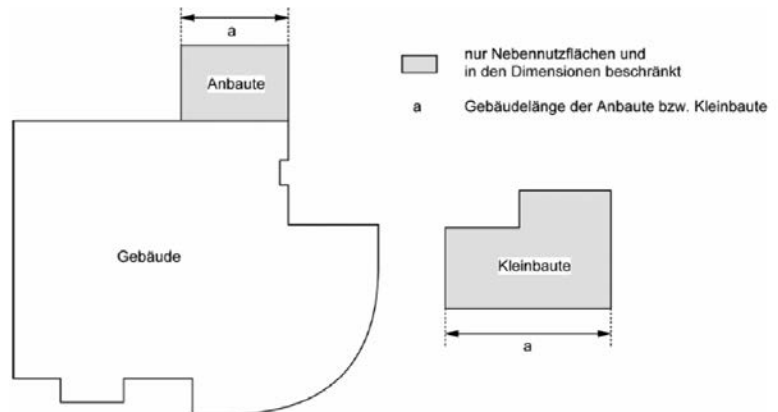 a
Anbaute
nur Nebennutzflächen und
in den Dimensionen beschränkt
a Gebäudelänge der Anbaute bzw. Kleinbaute
Gebäude
Kleinbaute
a